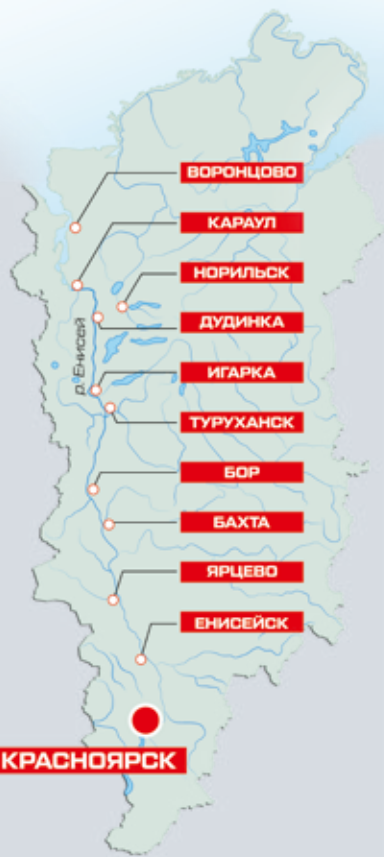 ВОРОНЦОВО
КАРАУЛ
НОРИЛЬСК
ДУДИНКА
р. Енисей
ИГАРКА
ТУРУХАНСК
БОР
БАХТА
ЯРЦЕВО
ЕНИСЕЙСК
КРАСНОЯРСК